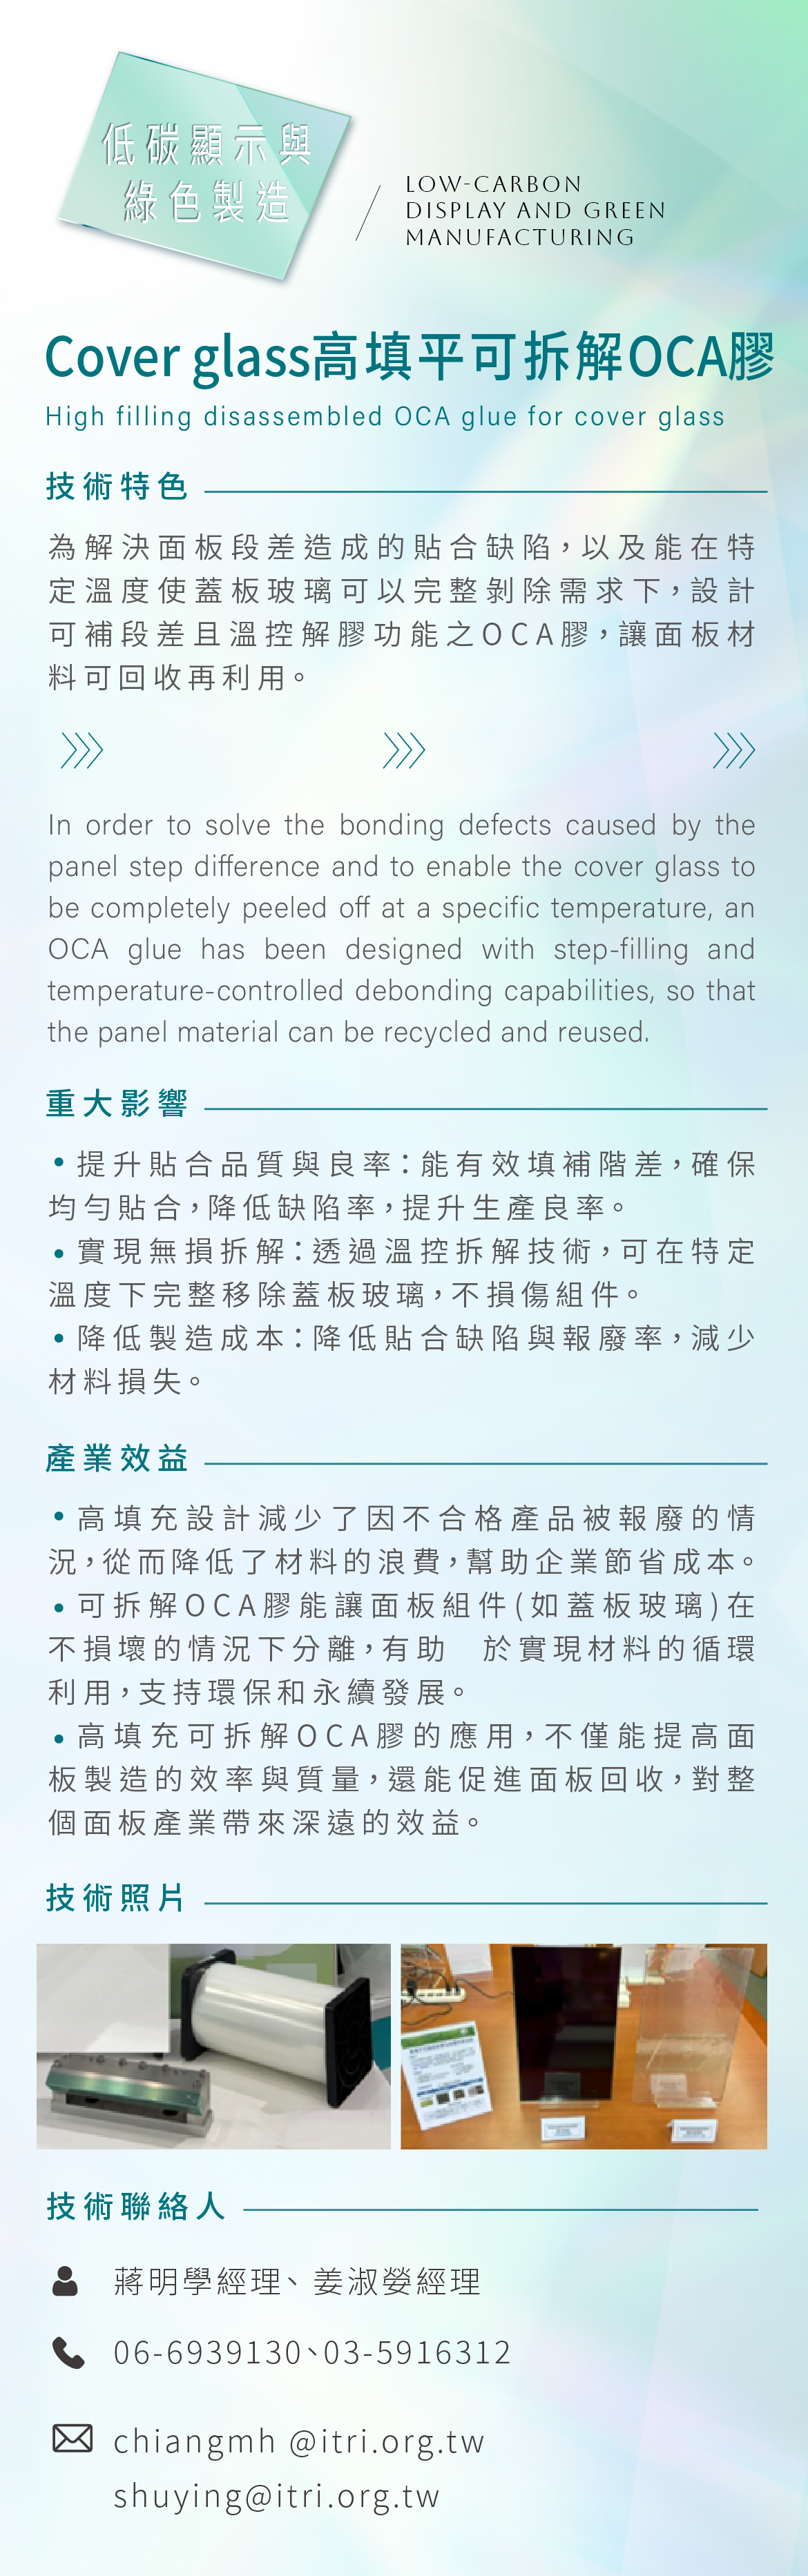 低碳顯示與
綠色製造
LOW-CARBON
DISPLAY AND GREEN
MANUFACTURING
Cover glass高填平可拆解OCA膠
High filling disassembled OCA glue for cover glass
技術特色
為解決面板段差造成的貼合缺陷，以及能在特
定溫度使蓋板玻璃可以完整剝除需求下，設計
可補段差且溫控解膠功能之OCA膠，讓面板材
料可回收再利用。
In order to solve the bonding defects caused by the
panel step difference and to enable the cover glass to
be completely peeled off at a specific temperature, an
OCA glue has been designed with step-filling and
temperature-controlled debonding capabilities, so that
the panel material can be recycled and reused.
重大影響
• 提升貼合品質與良率：能有效填補階差，確保
均勻貼合，降低缺陷率，提升生產良率。
• 實現無損拆解：透過溫控拆解技術，可在特定
溫度下完整移除蓋板玻璃，不損傷組件。
• 降低製造成本：降低貼合缺陷與報廢率，減少
材料損失。
產業效益
• 高填充設計減少了因不合格產品被報廢的情
況，從而降低了材料的浪費，幫助企業節省成本。
• 可拆解OCA膠能讓面板組件(如蓋板玻璃)在
不損壞的情況下分離，有助　於實現材料的循環
利用，支持環保和永續發展。
• 高填充可拆解OCA膠的應用，不僅能提高面
板製造的效率與質量，還能促進面板回收，對整
個面板產業帶來深遠的效益。
技術照片
技術聯絡人
蔣明學經理、姜淑嫈經理
06-6939130、03-5916312
chiangmh @itri.org.tw
shuying@itri.org.tw